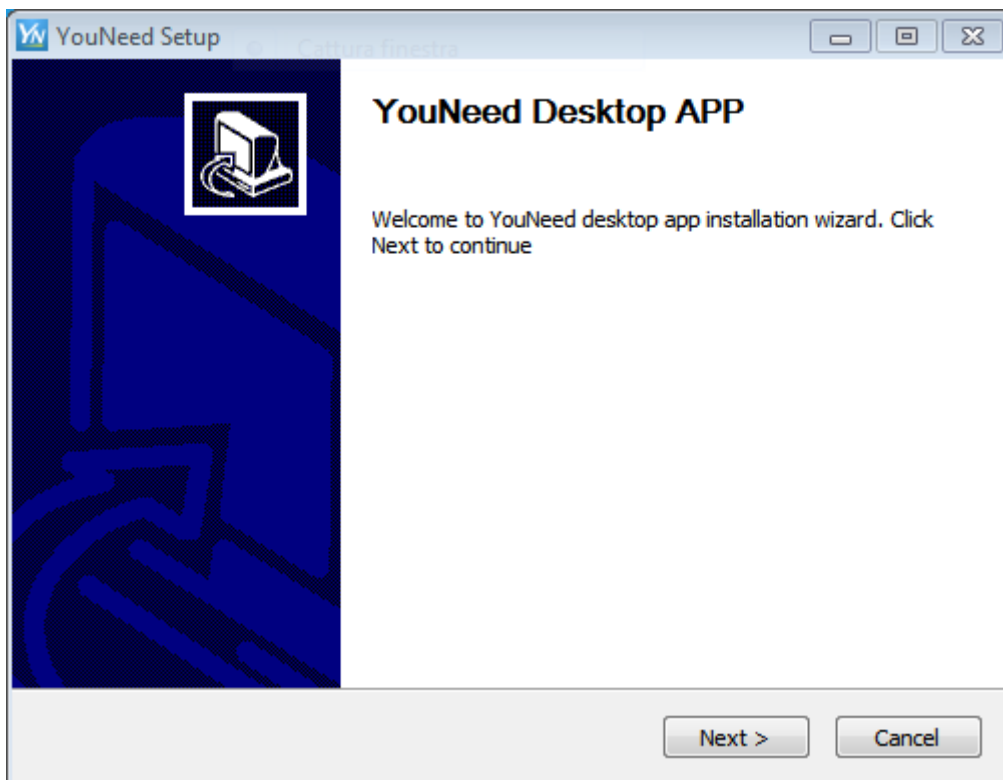 YN YouNeed Setup
Cattura finestra
YouNeed Desktop APP
Welcome to YouNeed desktop app installation wizard. Click
Next to continue
Next >
Cancel